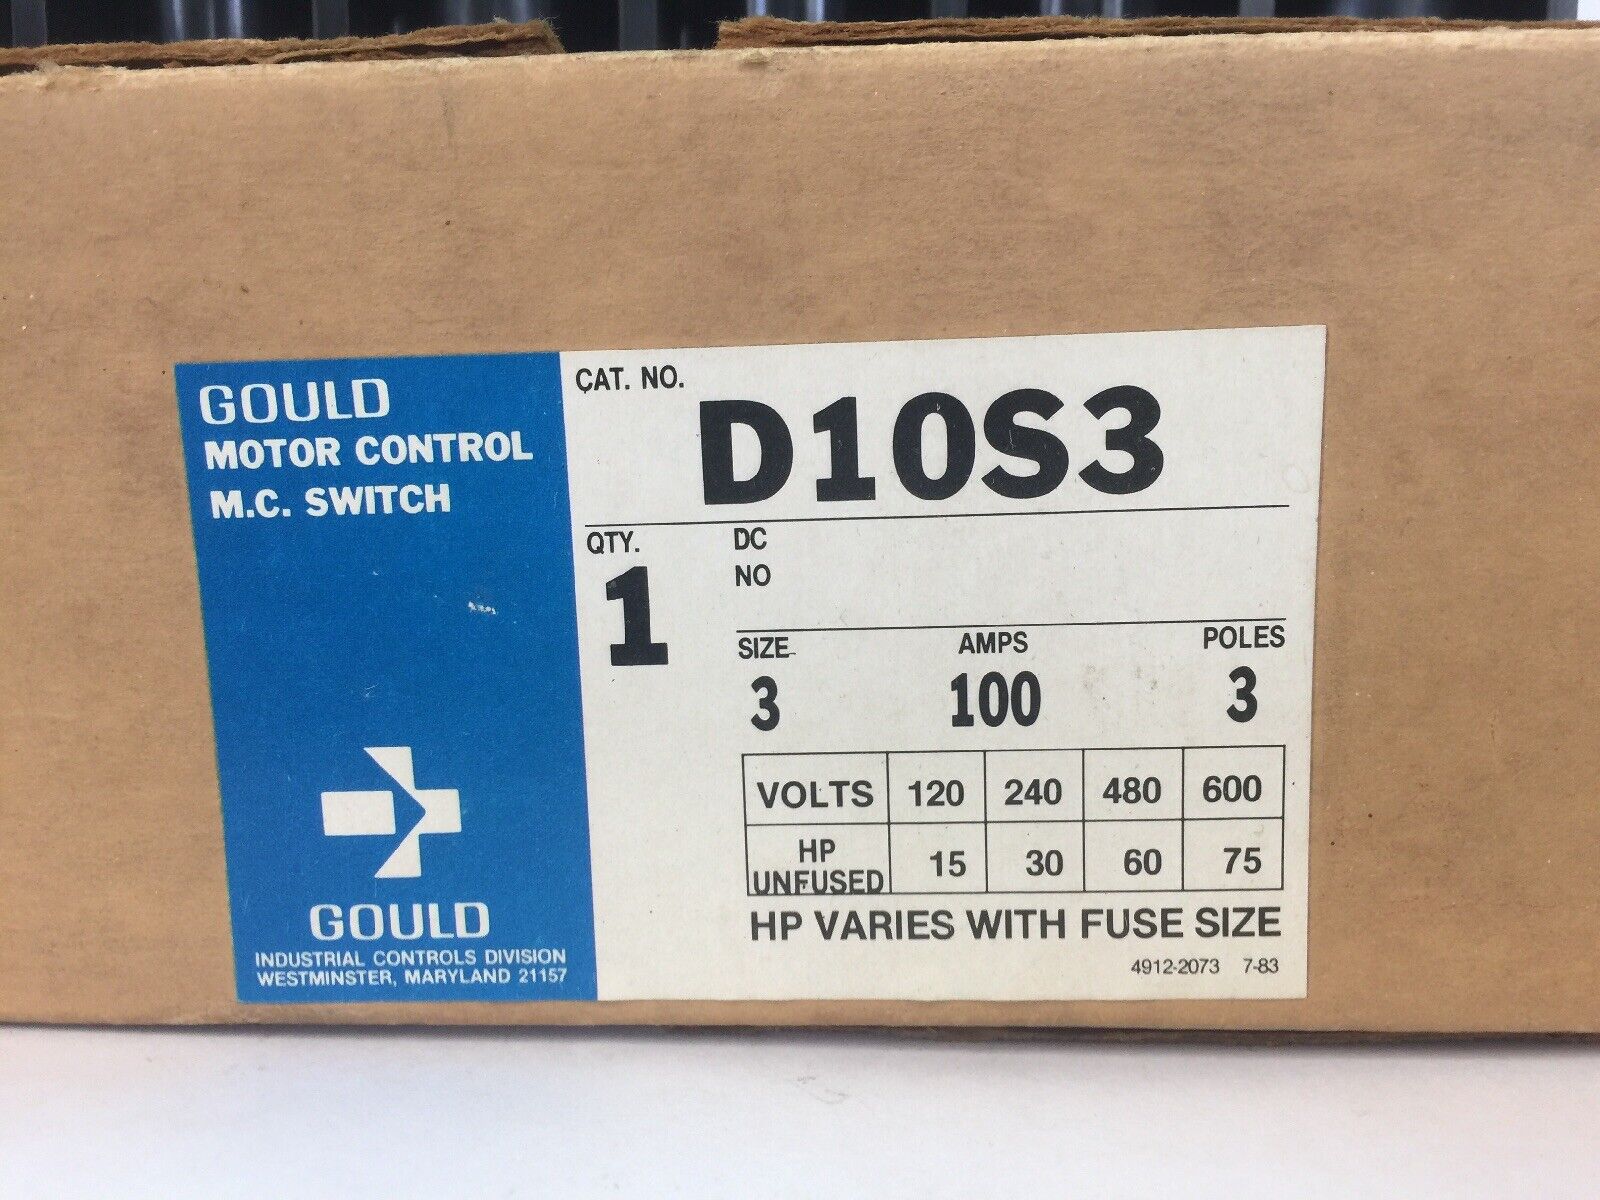 GOULD
MOTOR CONTROL
M.C. SWITCH
GOULD
INDUSTRIAL CONTROLS DIVISION
WESTMINSTER, MARYLAND 21157
CAT. NO.
D10S3
QTY.
1
DC
NO
SIZE AMPS POLES
3 100 3
VOLTS 120 240 480 600
HP
UNFUSED 15 30 60 75
HP VARIES WITH FUSE SIZE
4912-2073 7-83